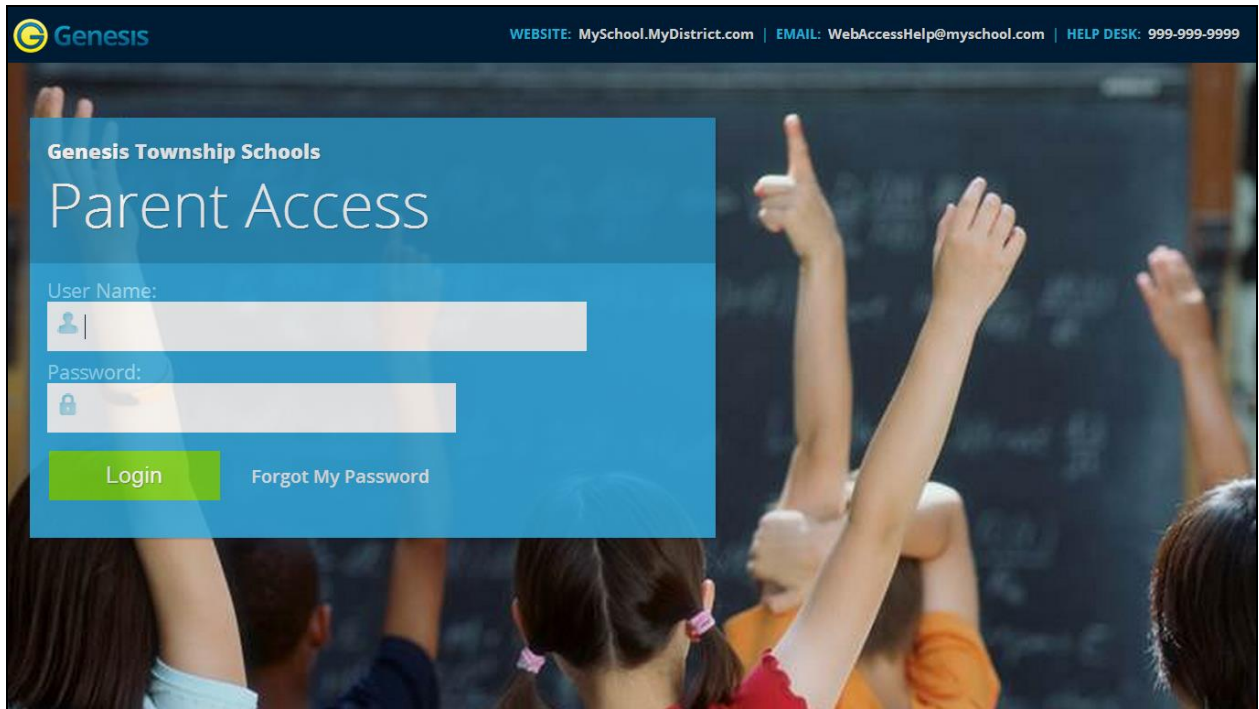 Genesis
WEBSITE: MySchool.MyDistrict.com | EMAIL: WebAccessHelp@myschool.com | HELP DESK: 999-999-9999
Genesis Township Schools
Parent Access
User Name:
Password:
Login Forgot My Password